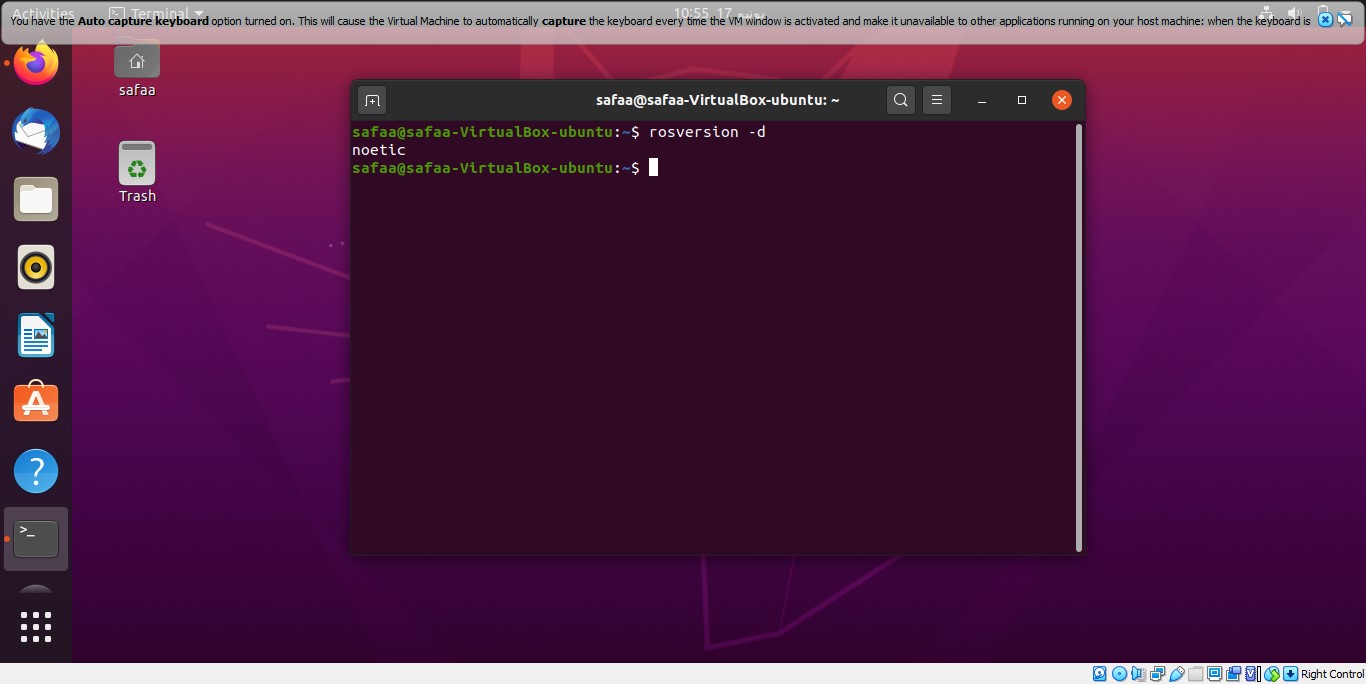 Activities Terminal 10:55 17 يونيو
You have the Auto capture keyboard option turned on. This will cause the Virtual Machine to automatically capture the keyboard every time the VM window is activated and make it unavailable to other applications running on your host machine: when the keyboard is
safaa
Trash
safaa@safaa-VirtualBox-ubuntu: ~
safaa@safaa-VirtualBox-ubuntu:~$ rosversion -d
noetic
safaa@safaa-VirtualBox-ubuntu:~$
Right Control